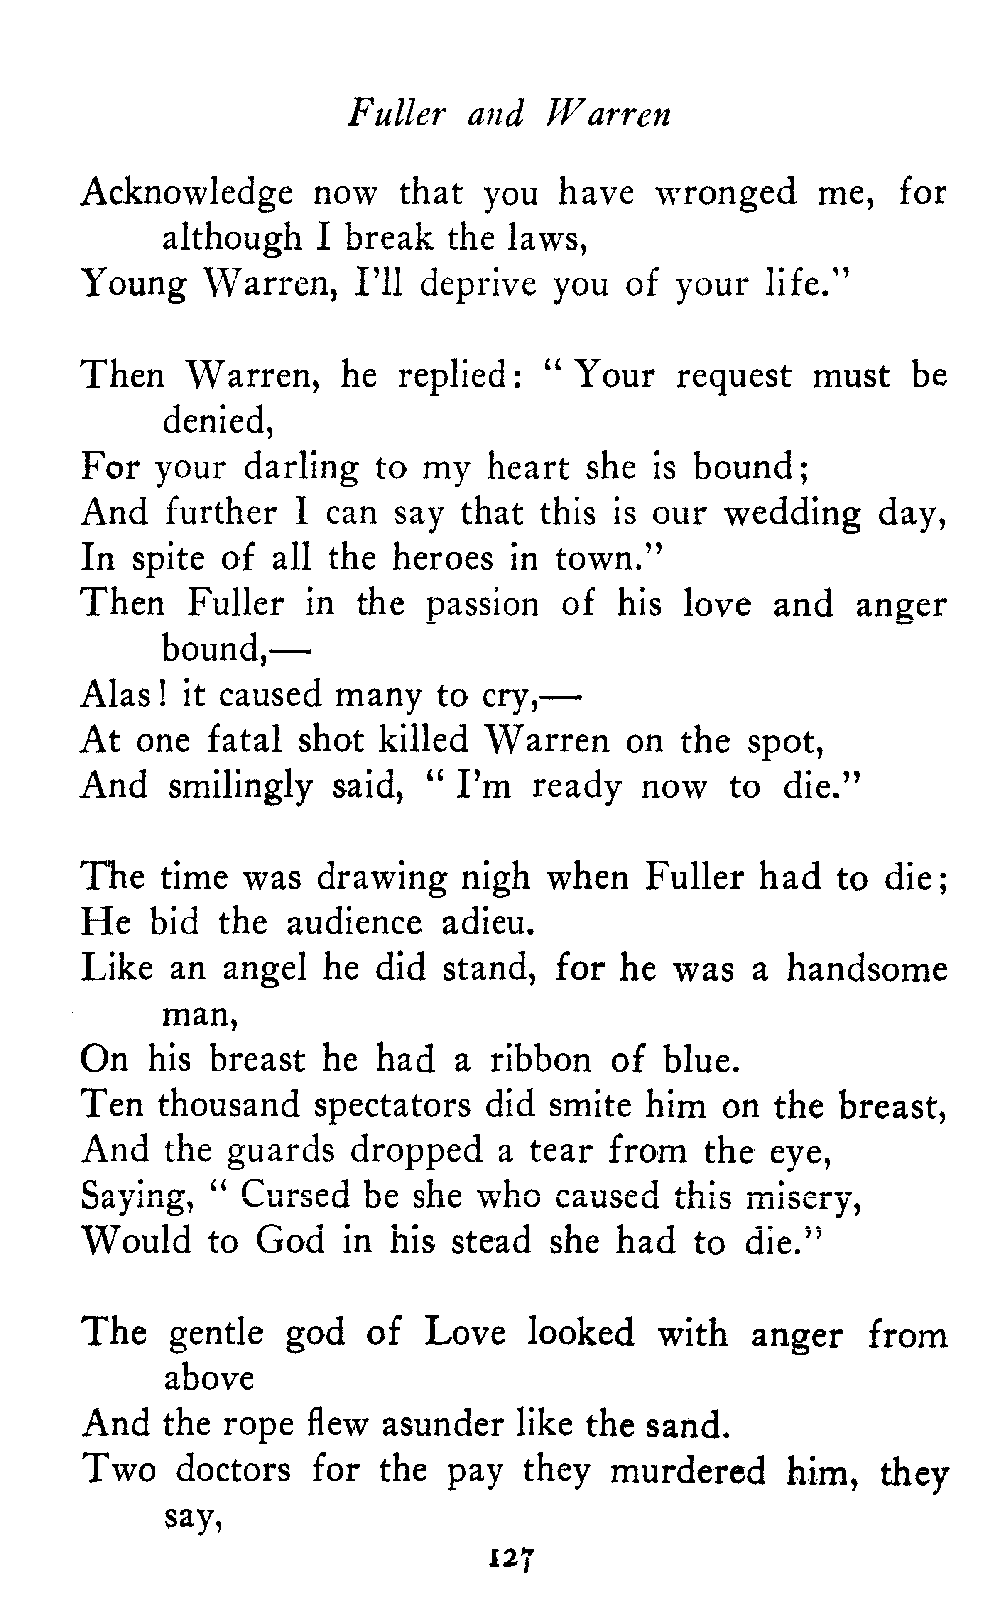 Fuller and Warren
Acknowledge now that you have wronged me, for
although I break the laws,
Young Warren, I'll deprive you of your life."
Then Warren, he replied: " Your request must be
denied,
For your darling to my heart she is bound;
And further I can say that this is our wedding day,
In spite of all the heroes in town."
Then Fuller in the passion of his love and anger
bound,—
Alas! it caused many to cry,—
At one fatal shot killed Warren on the spot,
And smilingly said, " I'm ready now to die."
The time was drawing nigh when Fuller had to die;
He bid the audience adieu.
Like an angel he did stand, for he was a handsome
man,
On his breast he had a ribbon of blue.
Ten thousand spectators did smite him on the breast,
And the guards dropped a tear from the eye,
Saying, " Cursed be she who caused this misery,
Would to God in his stead she had to die."
The gentle god of Love looked with anger from
above
And the rope flew asunder like the sand.
Two doctors for the pay they murdered him, they
say,
127